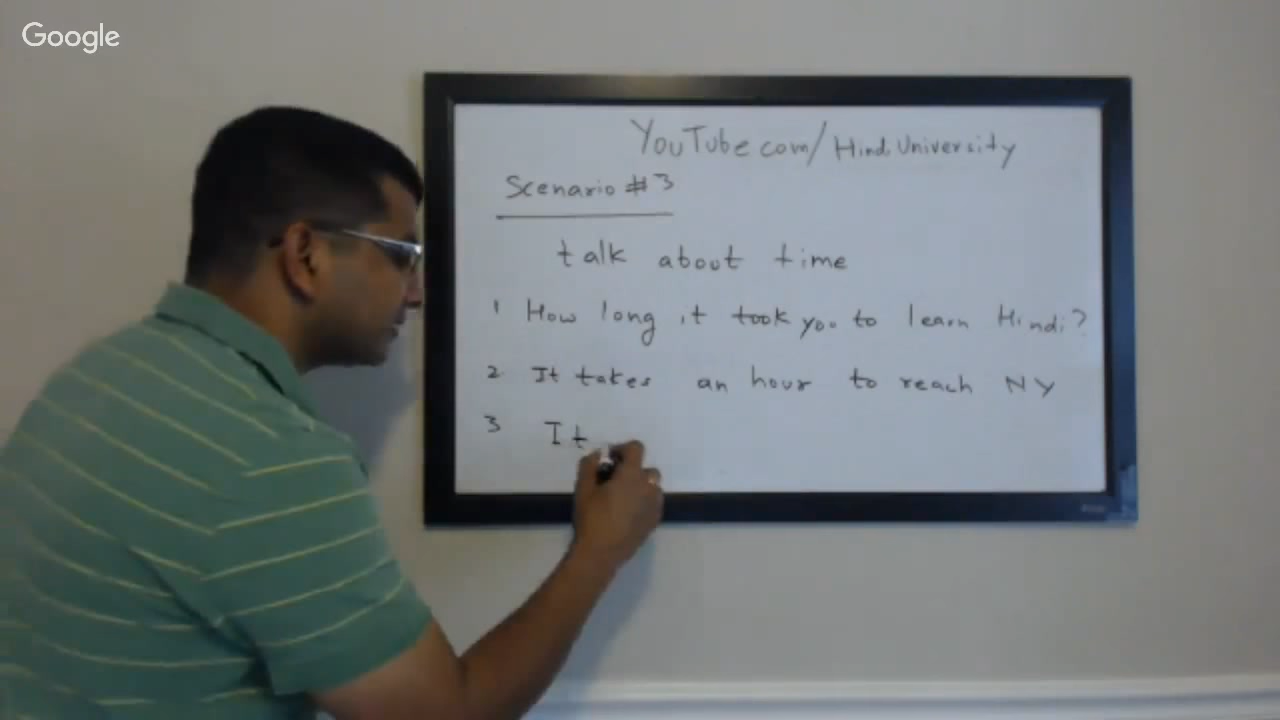 Google
YouTube.com/HindiUniversity
Scenario #3
talk about time
1 How long it took you to learn Hindi?
2 It takes an hour to reach NY
3 It